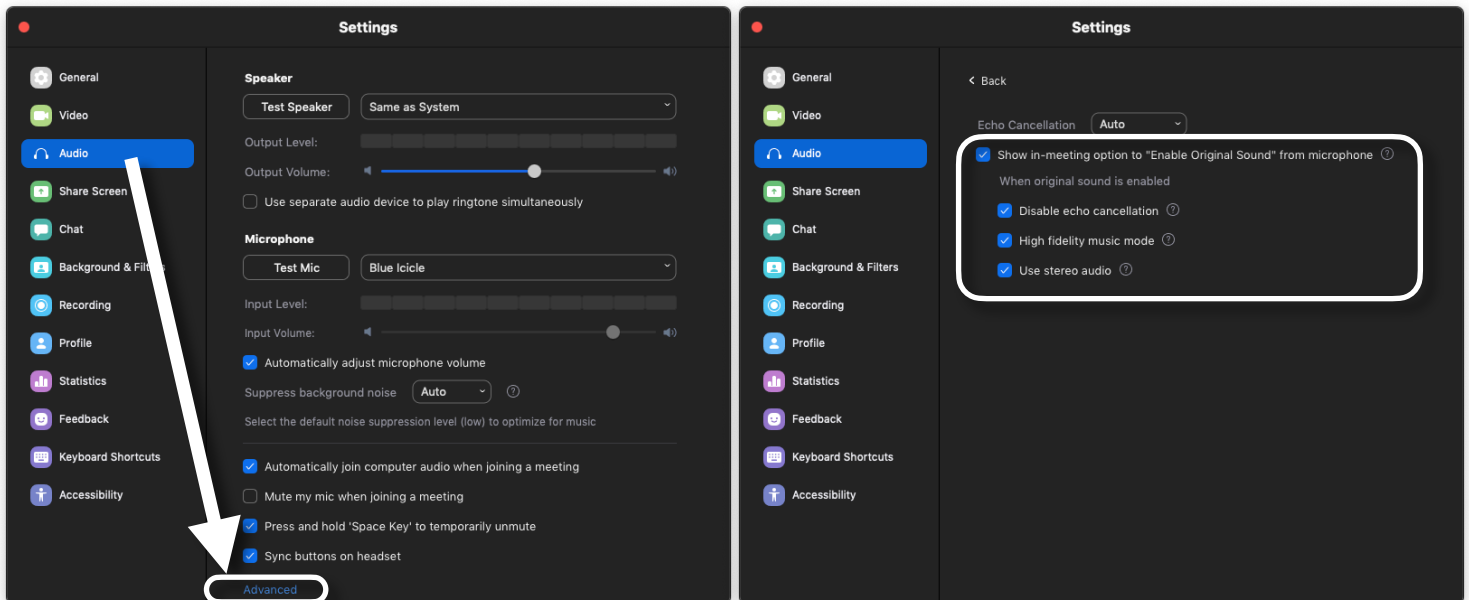 Settings
General
Video
Audio
Share Screen
Chat
Background & Filters
Recording
Profile
Statistics
Feedback
Keyboard Shortcuts
Accessibility
Speaker
Test Speaker Same as System
Output Level:
Output Volume:
Use separate audio device to play ringtone simultaneously
Microphone
Test Mic Blue Icicle
Input Level:
Input Volume:
Automatically adjust microphone volume
Suppress background noise Auto ?
Select the default noise suppression level (low) to optimize for music
Automatically join computer audio when joining a meeting
Mute my mic when joining a meeting
Press and hold 'Space Key' to temporarily unmute
Sync buttons on headset
Advanced
Settings
General
Video
Audio
Share Screen
Chat
Background & Filters
Recording
Profile
Statistics
Feedback
Keyboard Shortcuts
Accessibility
< Back
Echo Cancellation Auto
Show in-meeting option to "Enable Original Sound" from microphone ?
When original sound is enabled
Disable echo cancellation ?
High fidelity music mode ?
Use stereo audio ?